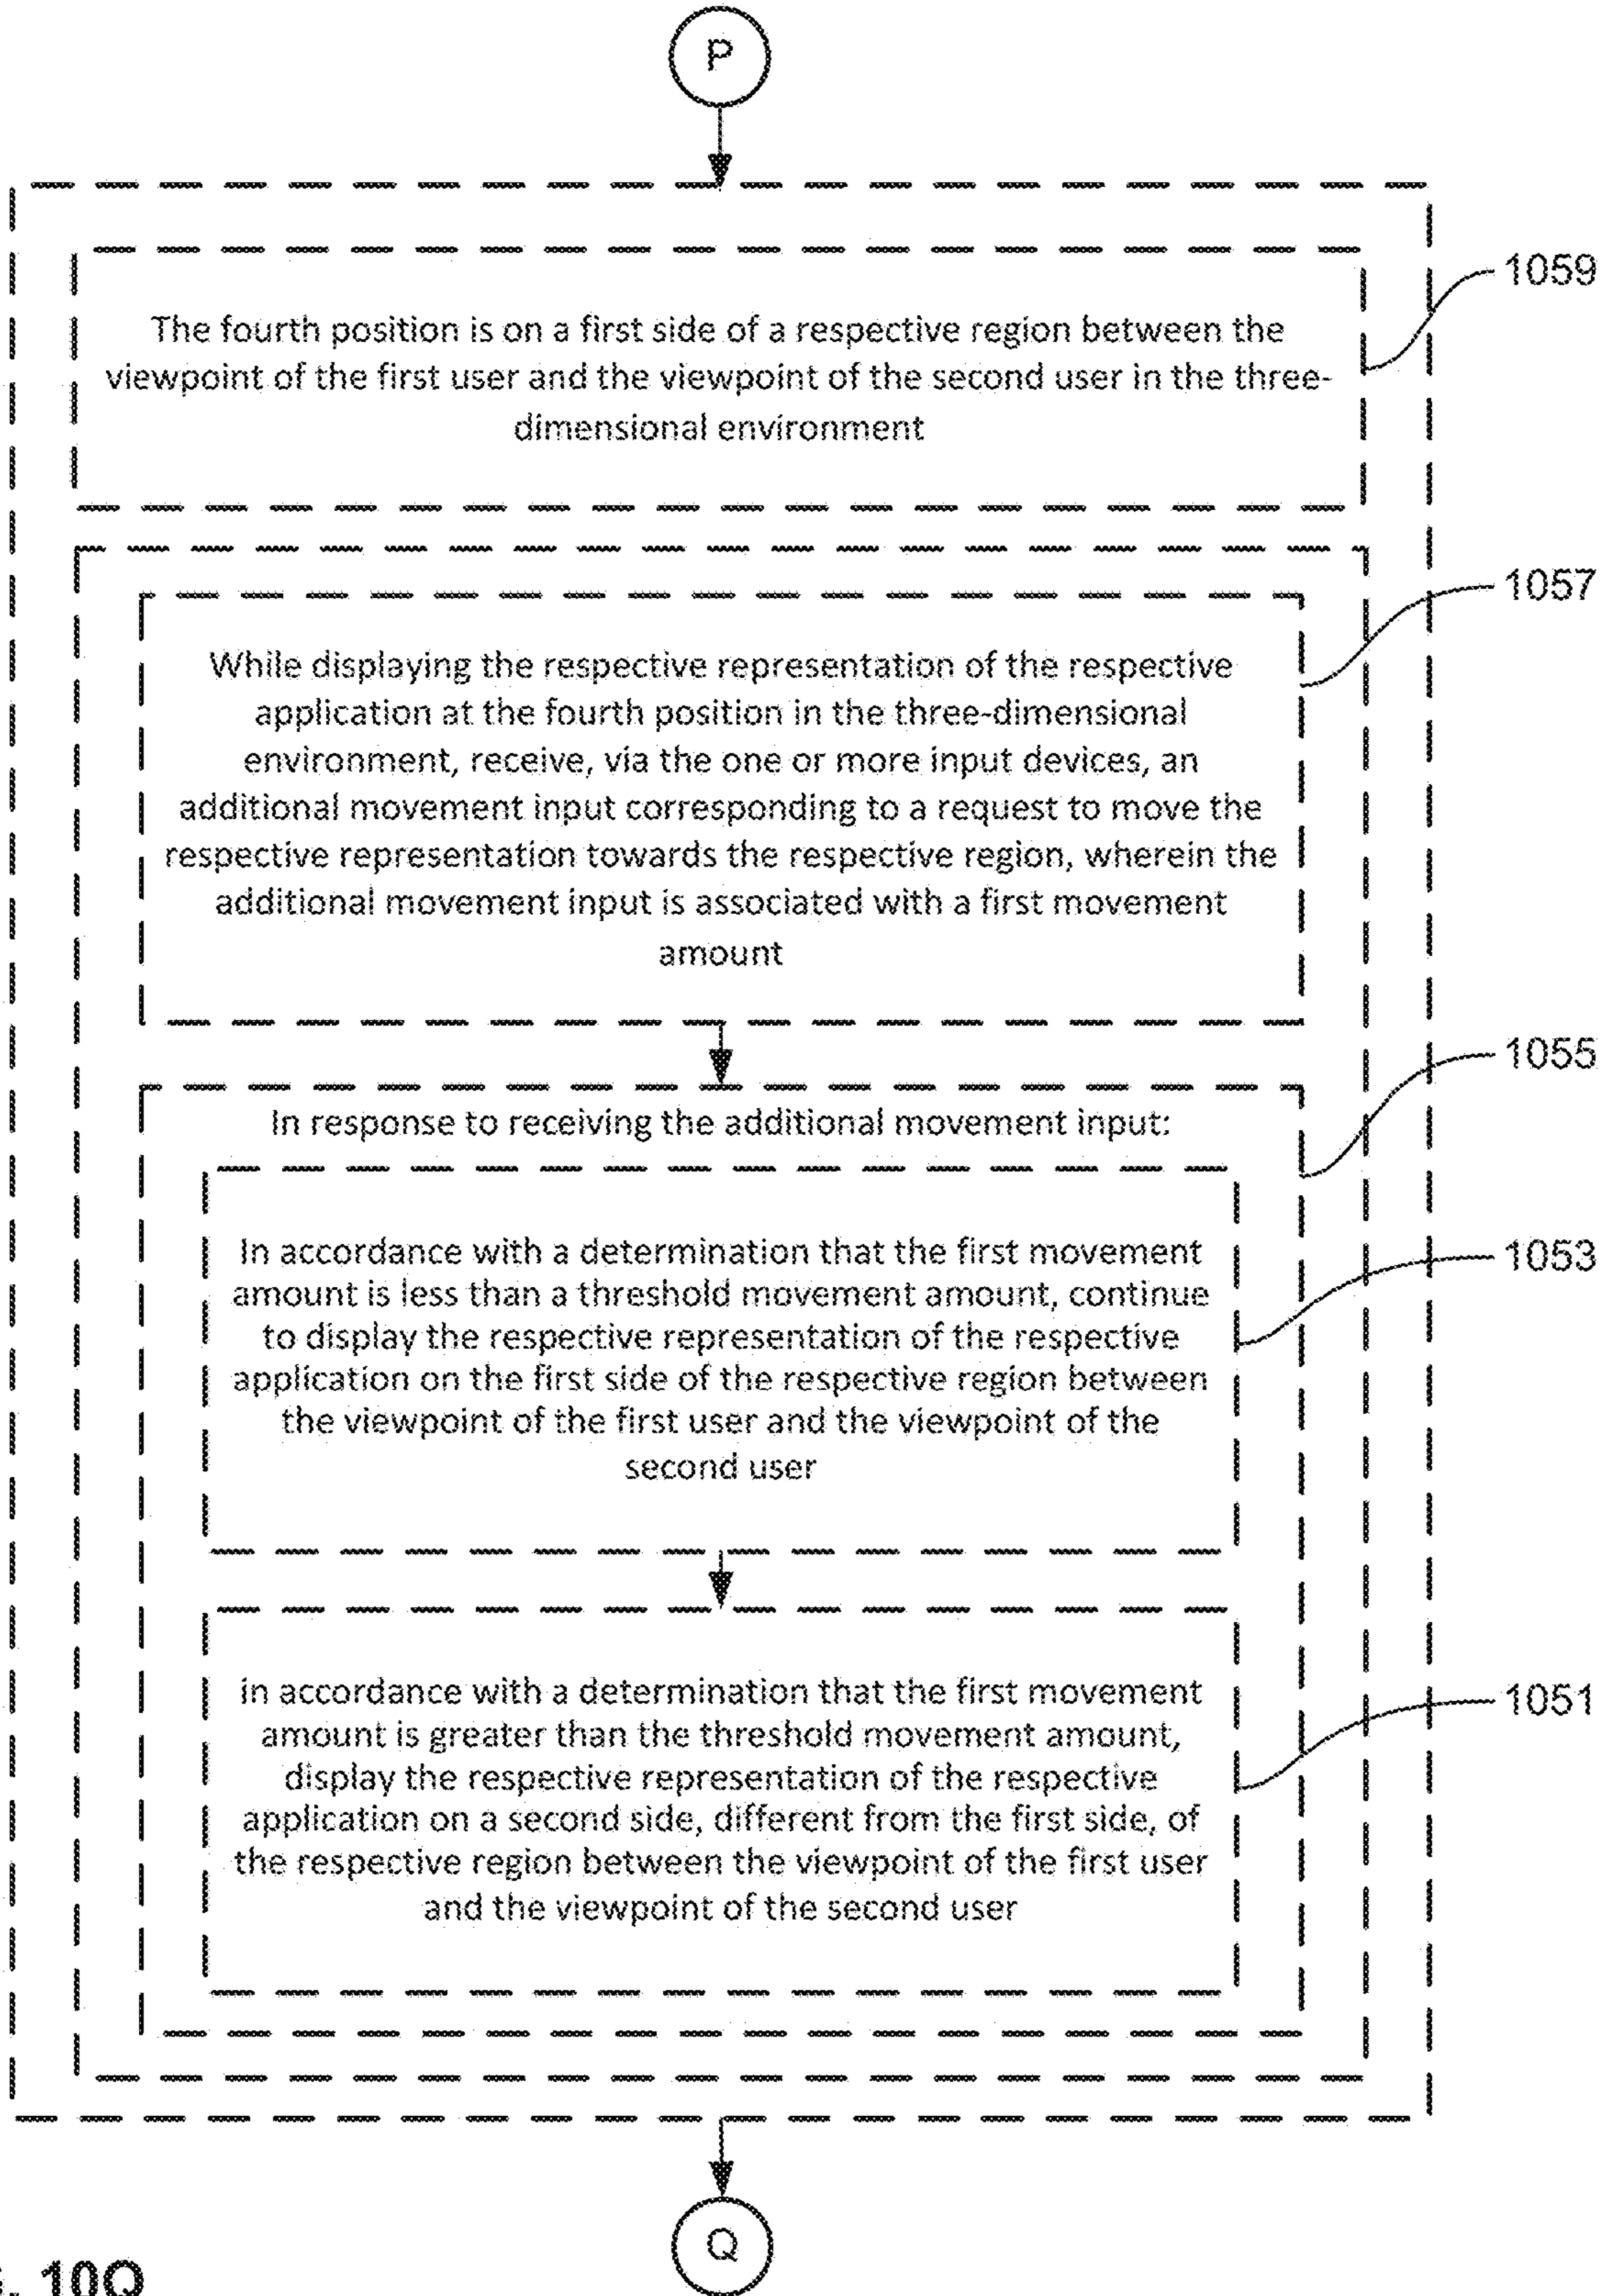 P
1059
The fourth position is on a first side of a respective region between the
viewpoint of the first user and the viewpoint of the second user in the three-
dimensional environment
1057
While displaying the respective representation of the respective
application at the fourth position in the three-dimensional
environment, receive, via the one or more input devices, an
additional movement input corresponding to a request to move the
respective representation towards the respective region, wherein the
additional movement input is associated with a first movement
amount
1055
In response to receiving the additional movement input:
1053
In accordance with a determination that the first movement
amount is less than a threshold movement amount, continue
to display the respective representation of the respective
application on the first side of the respective region between
the viewpoint of the first user and the viewpoint of the
second user
1051
in accordance with a determination that the first movement
amount is greater than the threshold movement amount,
display the respective representation of the respective
application on a second side, different from the first side, of
the respective region between the viewpoint of the first user
and the viewpoint of the second user
Q
10Q